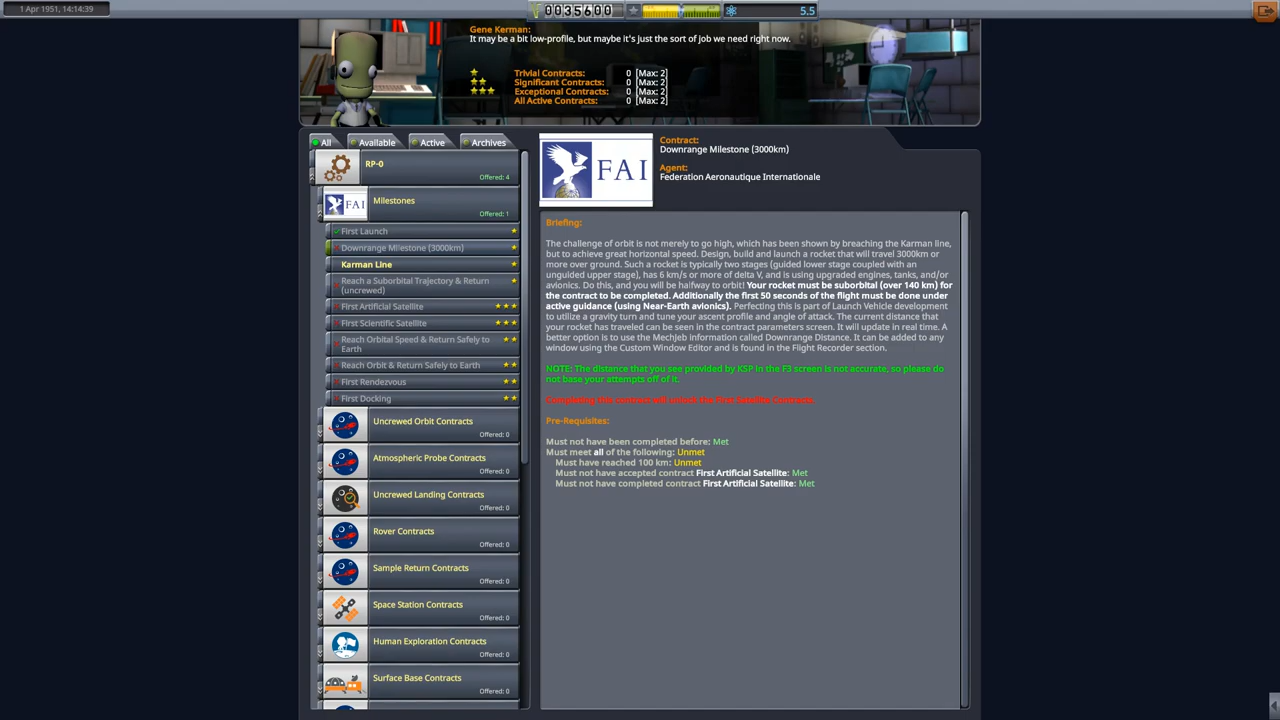 1 Apr 1951, 14:14:39
0035600
5.5
Gene Kerman:
It may be a bit low-profile, but maybe it's just the sort of job we need right now.
Trivial Contracts: 0 [Max: 2]
Significant Contracts: 0 [Max: 2]
Exceptional Contracts: 0 [Max: 2]
All Active Contracts: 0 [Max: 2]
All
Available
Active
Archives
RP-0
Offered: 4
Milestones
Offered: 1
FAI
First Launch
Downrange Milestone (3000km)
Karman Line
Reach a Suborbital Trajectory & Return
(uncrewed)
First Artificial Satellite
First Scientific Satellite
Reach Orbital Speed & Return Safely to
Earth
Reach Orbit & Return Safely to Earth
First Rendezvous
First Docking
Uncrewed Orbit Contracts
Offered: 0
Atmospheric Probe Contracts
Offered: 0
Uncrewed Landing Contracts
Offered: 0
Rover Contracts
Offered: 0
Sample Return Contracts
Offered: 0
Space Station Contracts
Offered: 0
Human Exploration Contracts
Offered: 0
Surface Base Contracts
Offered: 0
FAI
Contract:
Downrange Milestone (3000km)
Agent:
Federation Aeronautique Internationale
Briefing:
The challenge of orbit is not merely to go high, which has been shown by breaching the Karman line,
but to achieve great horizontal speed. Design, build and launch a rocket that will travel 3000km or
more over ground. Such a rocket is typically two stages (guided lower stage coupled with an
unguided upper stage), has 6 km/s or more of delta V, and is using upgraded engines, tanks, and/or
avionics. Do this, and you will be halfway to orbit! Your rocket must be suborbital (over 140 km) for
the contract to be completed. Additionally the first 50 seconds of the flight must be done under
active guidance (using Near-Earth avionics). Perfecting this is part of Launch Vehicle development
to utilize a gravity turn and tune your ascent profile and angle of attack. The current distance that
your rocket has traveled can be seen in the contract parameters screen. It will update in real time. A
better option is to use the MechJeb information called Downrange Distance. It can be added to any
window using the Custom Window Editor and is found in the Flight Recorder section.
NOTE: The distance that you see provided by KSP in the F3 screen is not accurate, so please do
not base your attempts off of it.
Completing this contract will unlock the First Satellite Contracts.
Pre-Requisites:
Must not have been completed before: Met
Must meet all of the following: Unmet
Must have reached 100 km: Unmet
Must not have accepted contract First Artificial Satellite: Met
Must not have completed contract First Artificial Satellite: Met